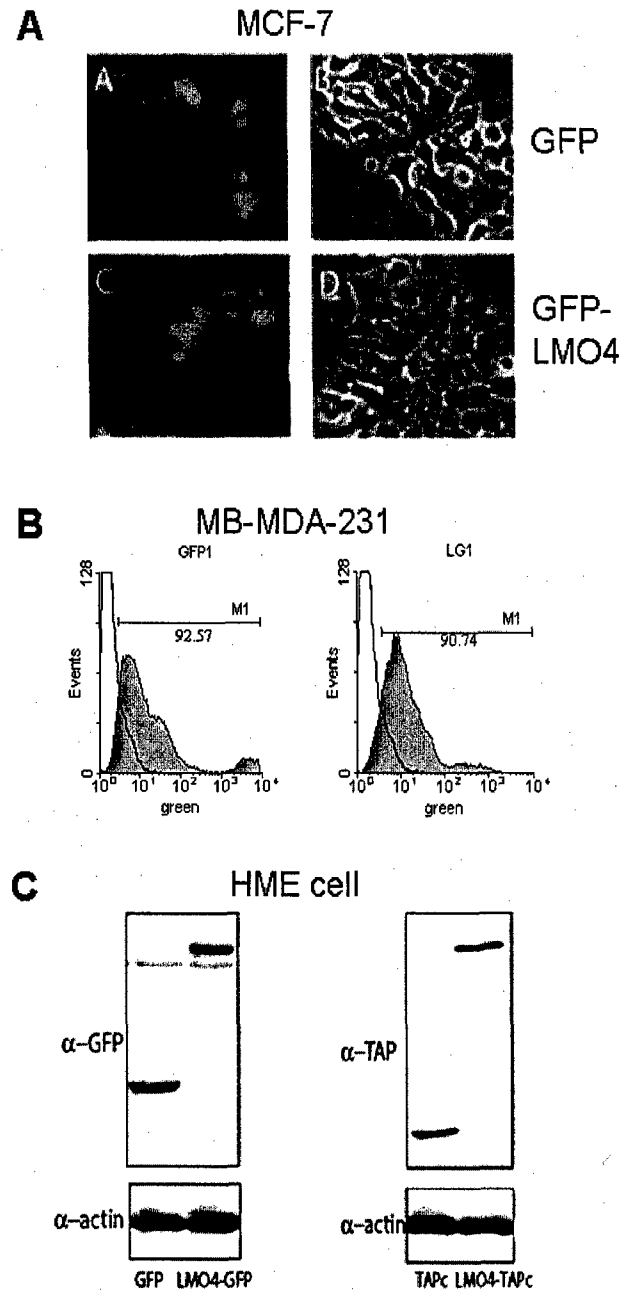 A MCF-7
A
GFP
C D
GFP-
LMO4
B MB-MDA-231
GFP1 LG1
128 128
M1 M1
92.57 90.74
Events Events
0 0
10⁰ 10¹ 10² 10³ 10⁴ 10⁰ 10¹ 10² 10³ 10⁴
green green
C HME cell
α–GFP α–TAP
α–actin α–actin
GFP LMO4-GFP TAPc LMO4-TAPc